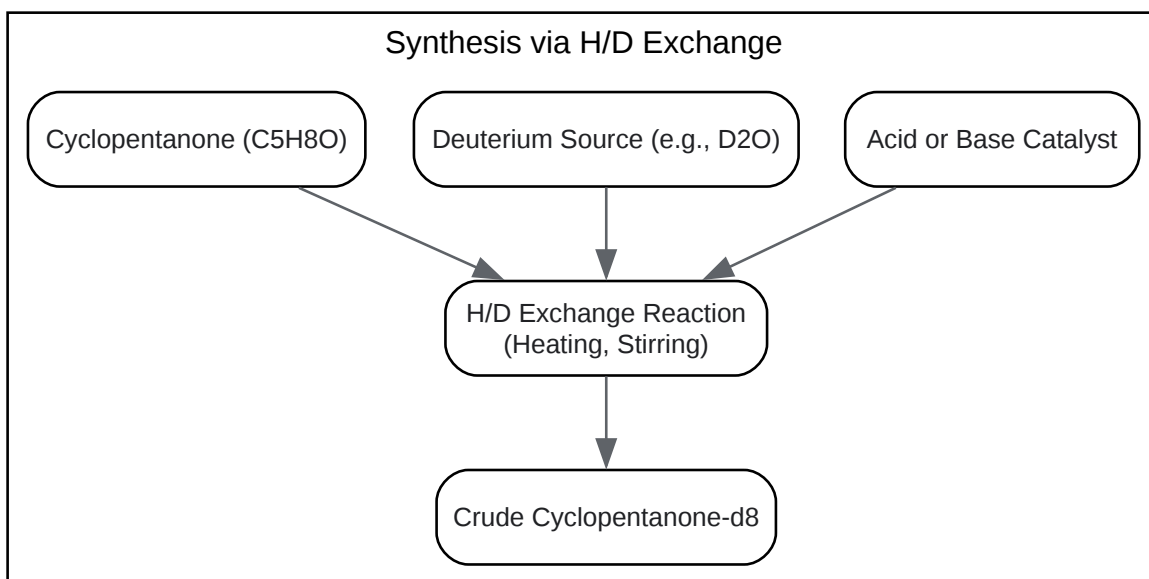 Synthesis via H/D Exchange
Cyclopentanone (C5H8O)
Deuterium Source (e.g., D2O)
Acid or Base Catalyst
H/D Exchange Reaction
(Heating, Stirring)
Crude Cyclopentanone-d8